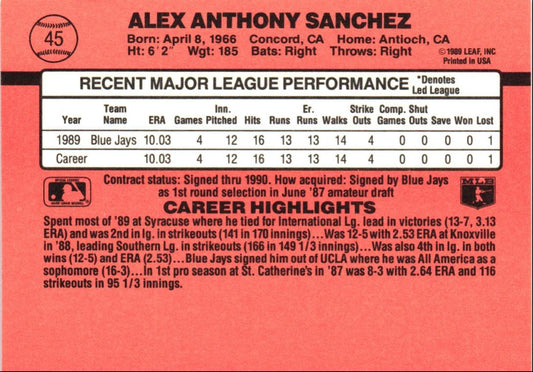 45
ALEX ANTHONY SANCHEZ
Born: April 8, 1966 Concord, CA Home: Antioch, CA
Ht: 6'2" Wgt: 185 Bats: Right Throws: Right
©1989 LEAF, INC
Printed in USA
RECENT MAJOR LEAGUE PERFORMANCE *Denotes Led League
Year Team Name ERA Games Inn. Pitched Hits Runs Er. Runs Walks Strike Outs Comp. Games Shut Outs Save Won Lost
1989 Blue Jays 10.03 4 12 16 13 13 14 4 0 0 0 0 1
Career 10.03 4 12 16 13 13 14 4 0 0 0 0 1
Contract status: Signed thru 1990. How acquired: Signed by Blue Jays
as 1st round selection in June '87 amateur draft
MLB
CAREER HIGHLIGHTS
Spent most of '89 at Syracuse where he tied for International Lg. lead in victories (13-7, 3.13
ERA) and was 2nd in lg. in strikeouts (141 in 170 innings)...Was 12-5 with 2.53 ERA at Knoxville
in '88, leading Southern Lg. in strikeouts (166 in 149 1/3 innings)...Was also 4th in lg. in both
wins (12-5) and ERA (2.53)...Blue Jays signed him out of UCLA where he was All America as a
sophomore (16-3)...In 1st pro season at St. Catherine's in '87 was 8-3 with 2.64 ERA and 116
strikeouts in 95 1/3 innings.